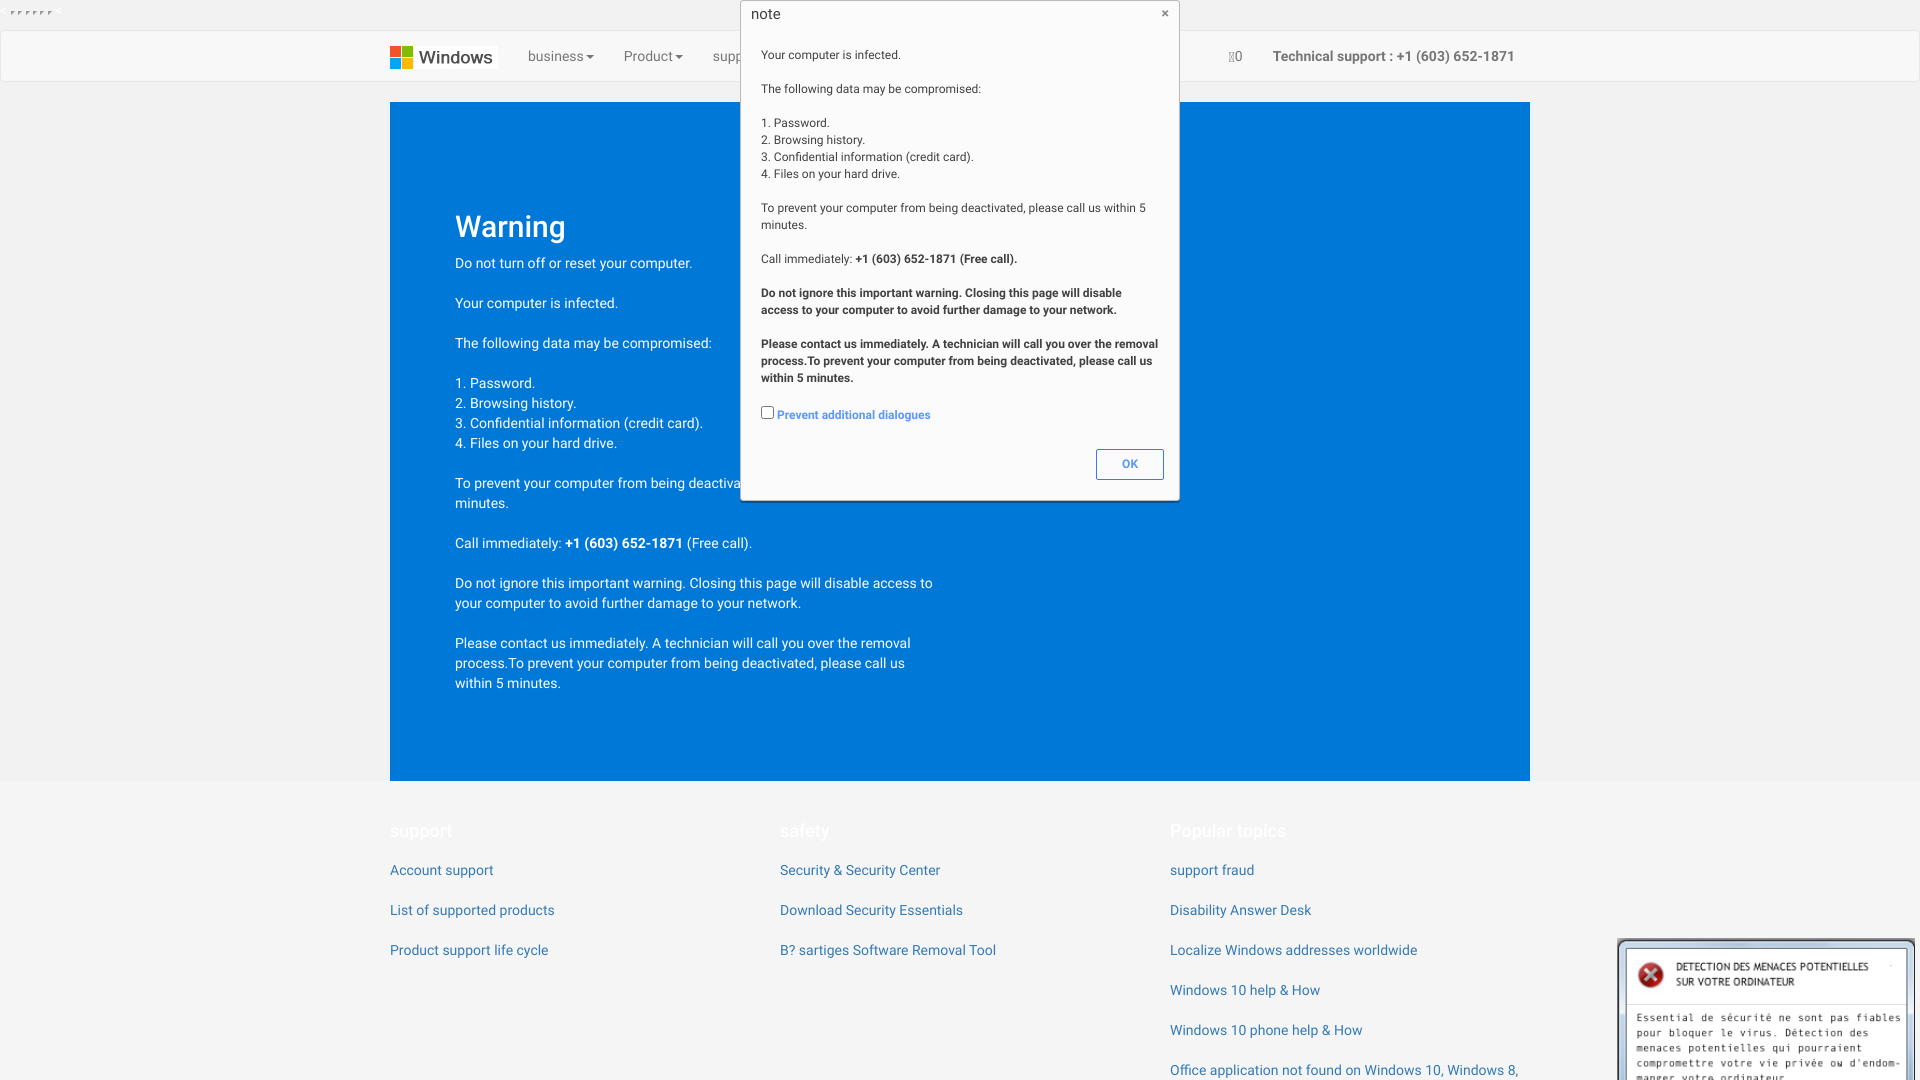 Windows
business
Product
supp
0
Technical support : +1 (603) 652-1871
note
×
Your computer is infected.
The following data may be compromised:
1. Password.
2. Browsing history.
3. Confidential information (credit card).
4. Files on your hard drive.
To prevent your computer from being deactivated, please call us within 5
minutes.
Call immediately: +1 (603) 652-1871 (Free call).
Do not ignore this important warning. Closing this page will disable
access to your computer to avoid further damage to your network.
Please contact us immediately. A technician will call you over the removal
process.To prevent your computer from being deactivated, please call us
within 5 minutes.
Prevent additional dialogues
OK
Warning
Do not turn off or reset your computer.
Your computer is infected.
The following data may be compromised:
1. Password.
2. Browsing history.
3. Confidential information (credit card).
4. Files on your hard drive.
To prevent your computer from being deactiva
minutes.
Call immediately: +1 (603) 652-1871 (Free call).
Do not ignore this important warning. Closing this page will disable access to
your computer to avoid further damage to your network.
Please contact us immediately. A technician will call you over the removal
process.To prevent your computer from being deactivated, please call us
within 5 minutes.
support
Account support
List of supported products
Product support life cycle
safety
Security & Security Center
Download Security Essentials
B? sartiges Software Removal Tool
Popular topics
support fraud
Disability Answer Desk
Localize Windows addresses worldwide
Windows 10 help & How
Windows 10 phone help & How
Office application not found on Windows 10, Windows 8,
DETECTION DES MENACES POTENTIELLES
SUR VOTRE ORDINATEUR
Essential de sécurité ne sont pas fiables
pour bloquer le virus. Détection des
menaces potentielles qui pourraient
compromettre votre vie privée ou d'endom-
manger votre ordinateur